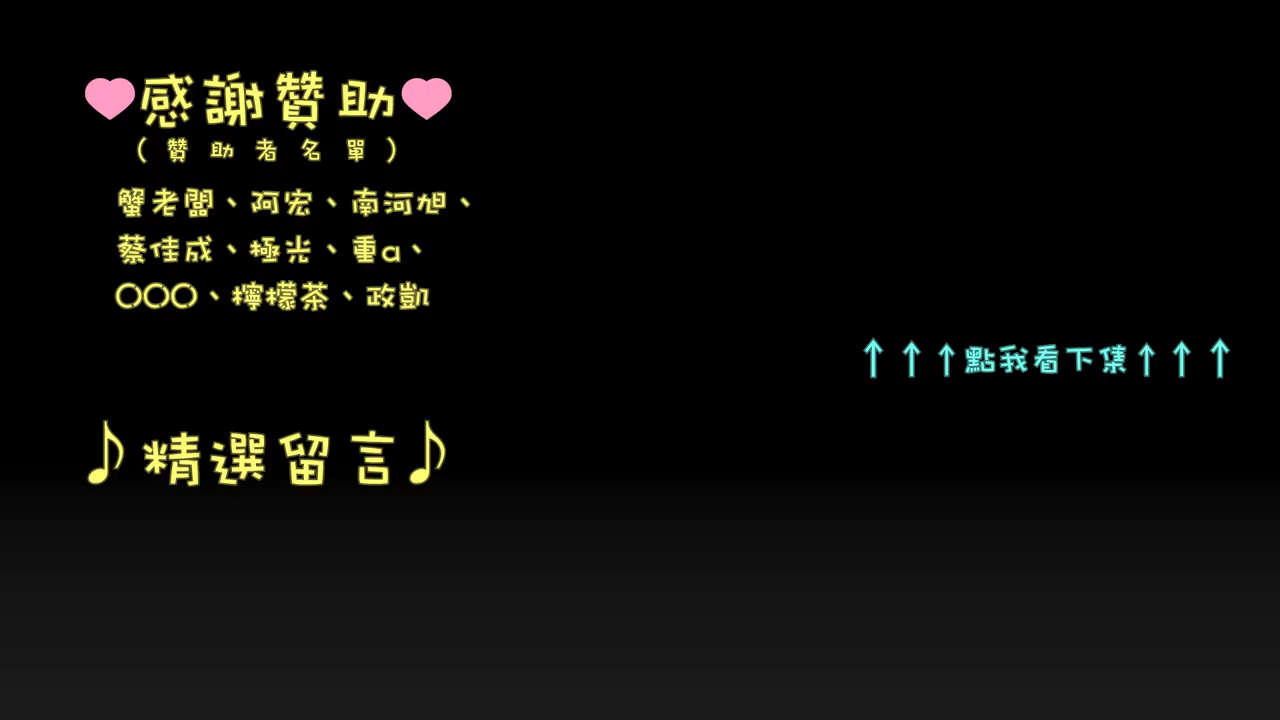 感謝贊助
（贊助者名單）
蟹老闆、阿宏、南河旭、
蔡佳成、極光、重a、
〇〇〇、檸檬茶、政凱
↑↑↑點我看下集↑↑↑
♪精選留言♪